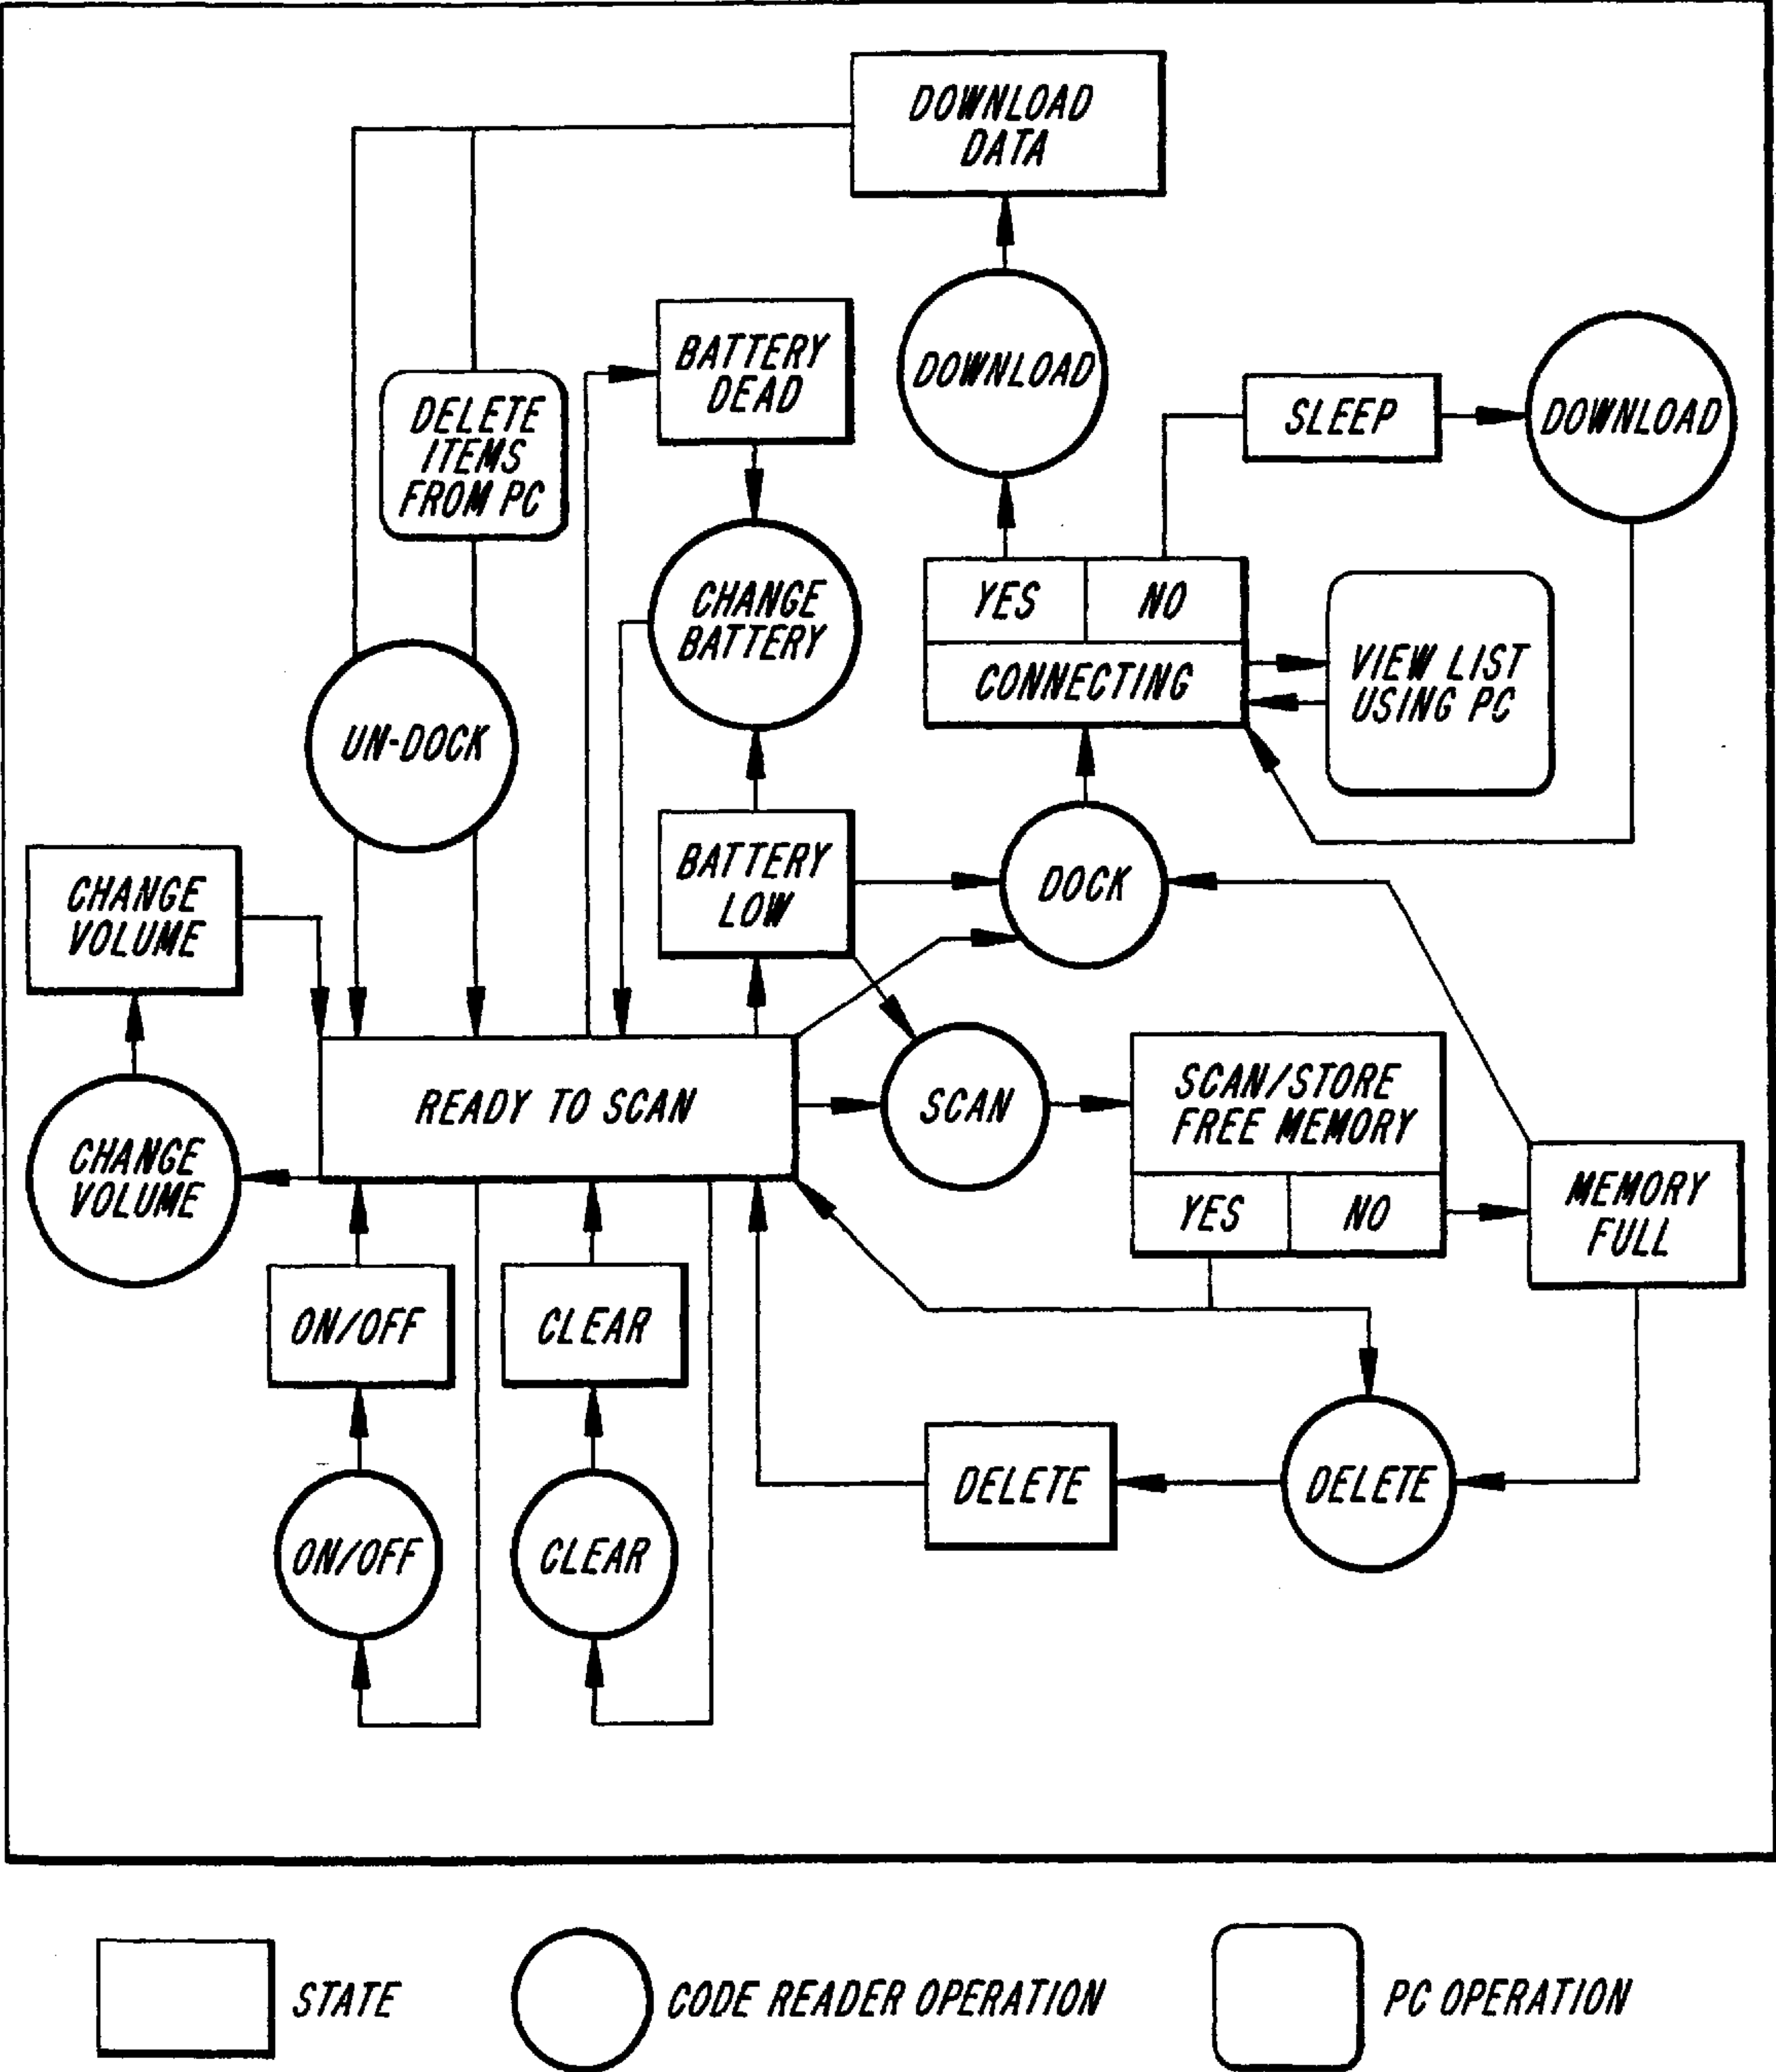 DOWNLOAD
DATA
BATTERY
DEAD
DOWNLOAD
SLEEP
DOWNLOAD
DELETE
ITEMS
FROM PC
CHANGE
BATTERY
YES
NO
CONNECTING
VIEW LIST
USING PC
UN-DOCK
BATTERY
LOW
DOCK
CHANGE
VOLUME
READY TO SCAN
SCAN
SCAN/STORE
FREE MEMORY
YES
NO
MEMORY
FULL
CHANGE
VOLUME
ON/OFF
CLEAR
DELETE
DELETE
ON/OFF
CLEAR
STATE
CODE READER OPERATION
PC OPERATION